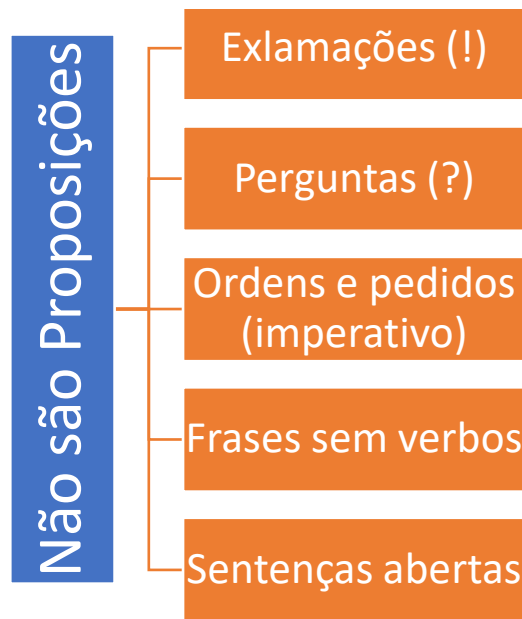 Não são Proposições
Exlamações (!)
Perguntas (?)
Ordens e pedidos
(imperativo)
Frases sem verbos
Sentenças abertas